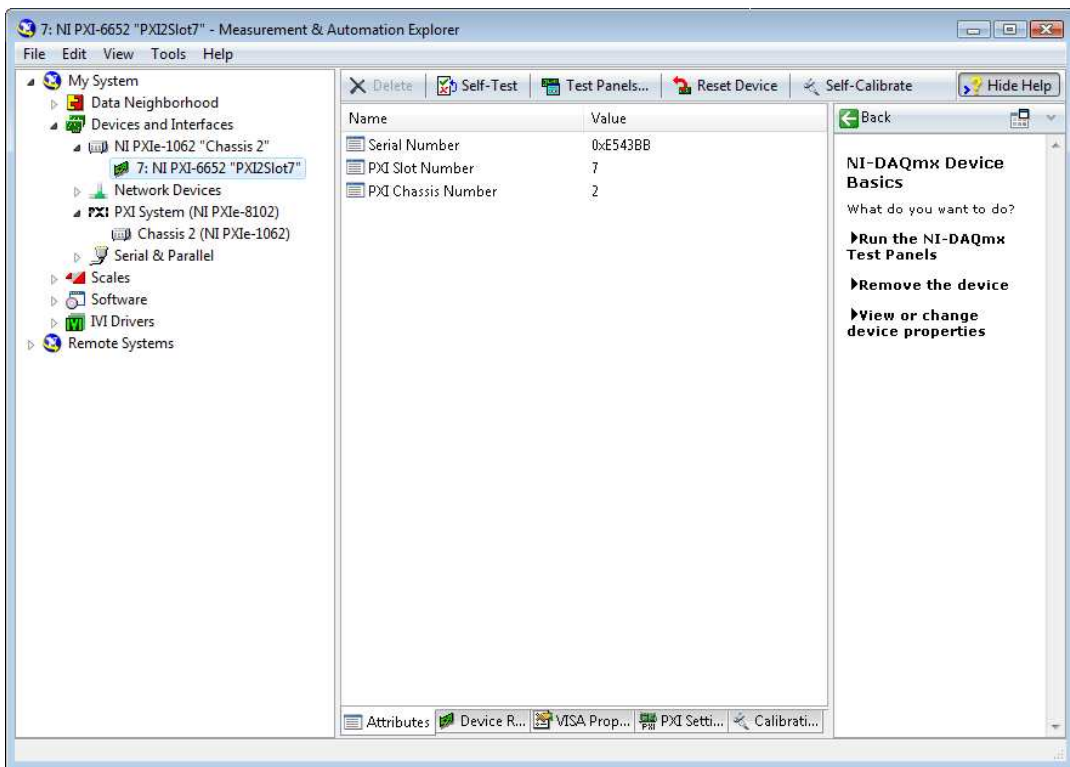 7: NI PXI-6652 "PXI2Slot7" - Measurement & Automation Explorer
File Edit View Tools Help
My System
Data Neighborhood
Devices and Interfaces
NI PXIe-1062 "Chassis 2"
7: NI PXI-6652 "PXI2Slot7"
Network Devices
PXI PXI System (NI PXIe-8102)
Chassis 2 (NI PXIe-1062)
Serial & Parallel
Scales
Software
IVI Drivers
Remote Systems
Delete Self-Test Test Panels... Reset Device Self-Calibrate Hide Help
Name Value
Serial Number 0xE543BB
PXI Slot Number 7
PXI Chassis Number 2
Attributes Device R... VISA Prop... PXI Setti... Calibrati...
Back
NI-DAQmx Device
Basics
What do you want to do?
Run the NI-DAQmx
Test Panels
Remove the device
View or change
device properties